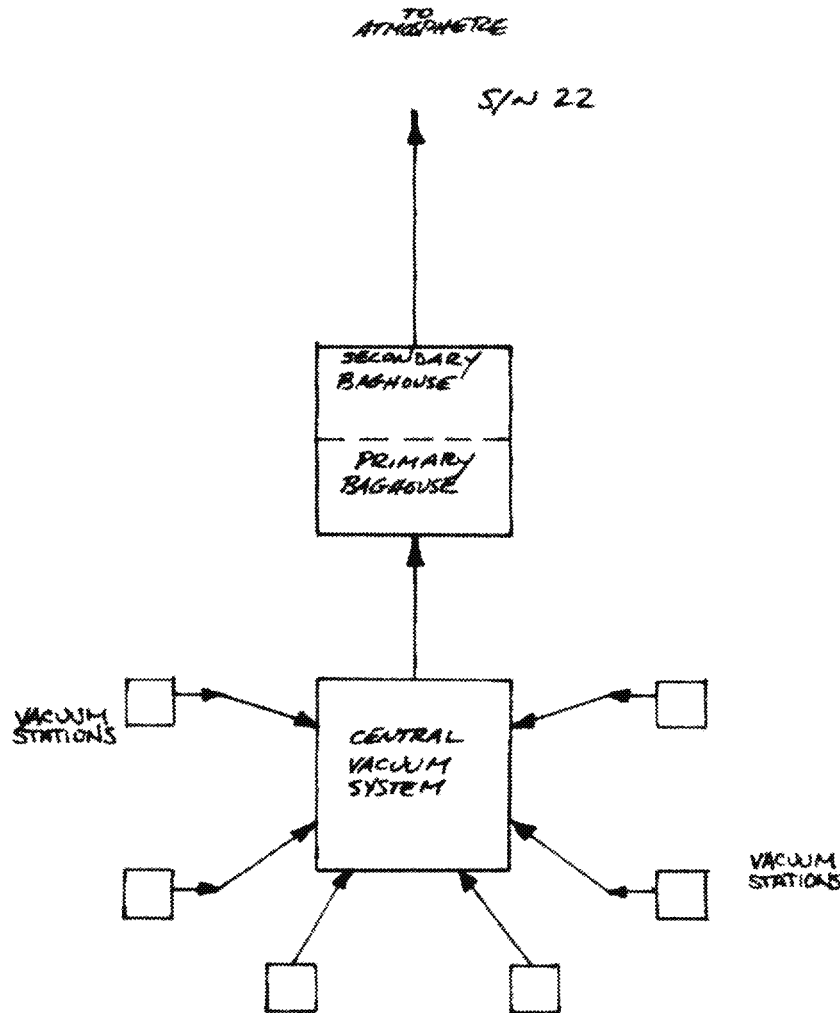 TO
ATMOSPHERE
S/N 22
SECONDARY
BAGHOUSE
PRIMARY
BAGHOUSE
VACUUM
STATIONS
CENTRAL
VACUUM
SYSTEM
VACUUM
STATIONS